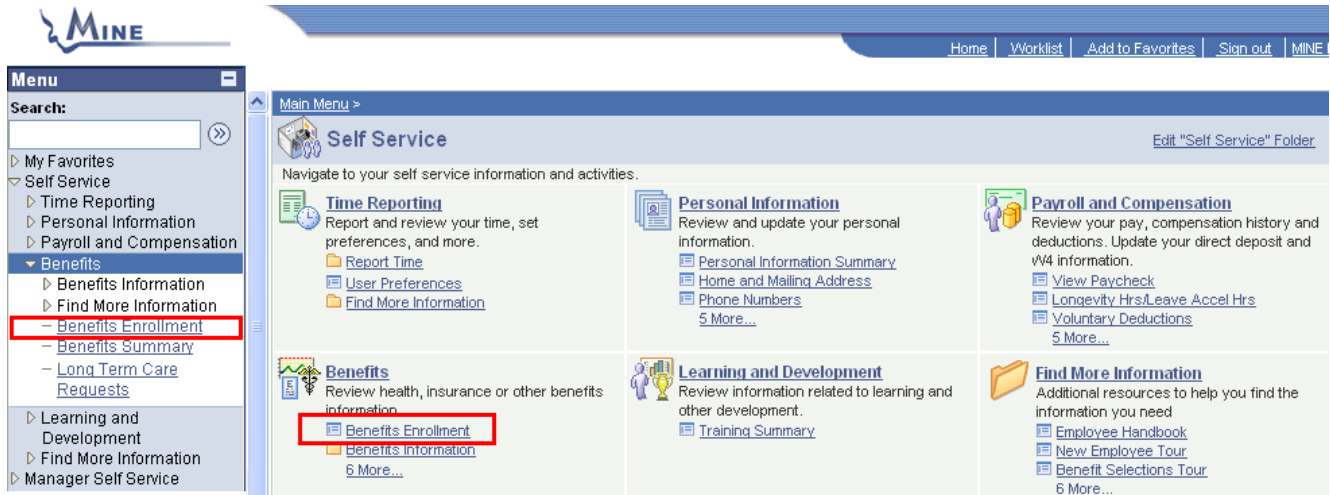 MINE
Home | Worklist | Add to Favorites | Sign out | MINE
Menu
Search:
My Favorites
Self Service
Time Reporting
Personal Information
Payroll and Compensation
Benefits
Benefits Information
Find More Information
Benefits Enrollment
Benefits Summary
Long Term Care
Requests
Learning and
Development
Find More Information
Manager Self Service
Main Menu >
Self Service
Edit "Self Service" Folder
Navigate to your self service information and activities.
Time Reporting
Report and review your time, set
preferences, and more.
Report Time
User Preferences
Find More Information
Personal Information
Review and update your personal
information.
Personal Information Summary
Home and Mailing Address
Phone Numbers
5 More...
Payroll and Compensation
Review your pay, compensation history and
deductions. Update your direct deposit and
W4 information.
View Paycheck
Longevity Hrs/Leave Accel Hrs
Voluntary Deductions
5 More...
Benefits
Review health, insurance or other benefits
information.
Benefits Enrollment
Benefits Information
6 More...
Learning and Development
Review information related to learning and
other development.
Training Summary
Find More Information
Additional resources to help you find the
information you need
Employee Handbook
New Employee Tour
Benefit Selections Tour
6 More...